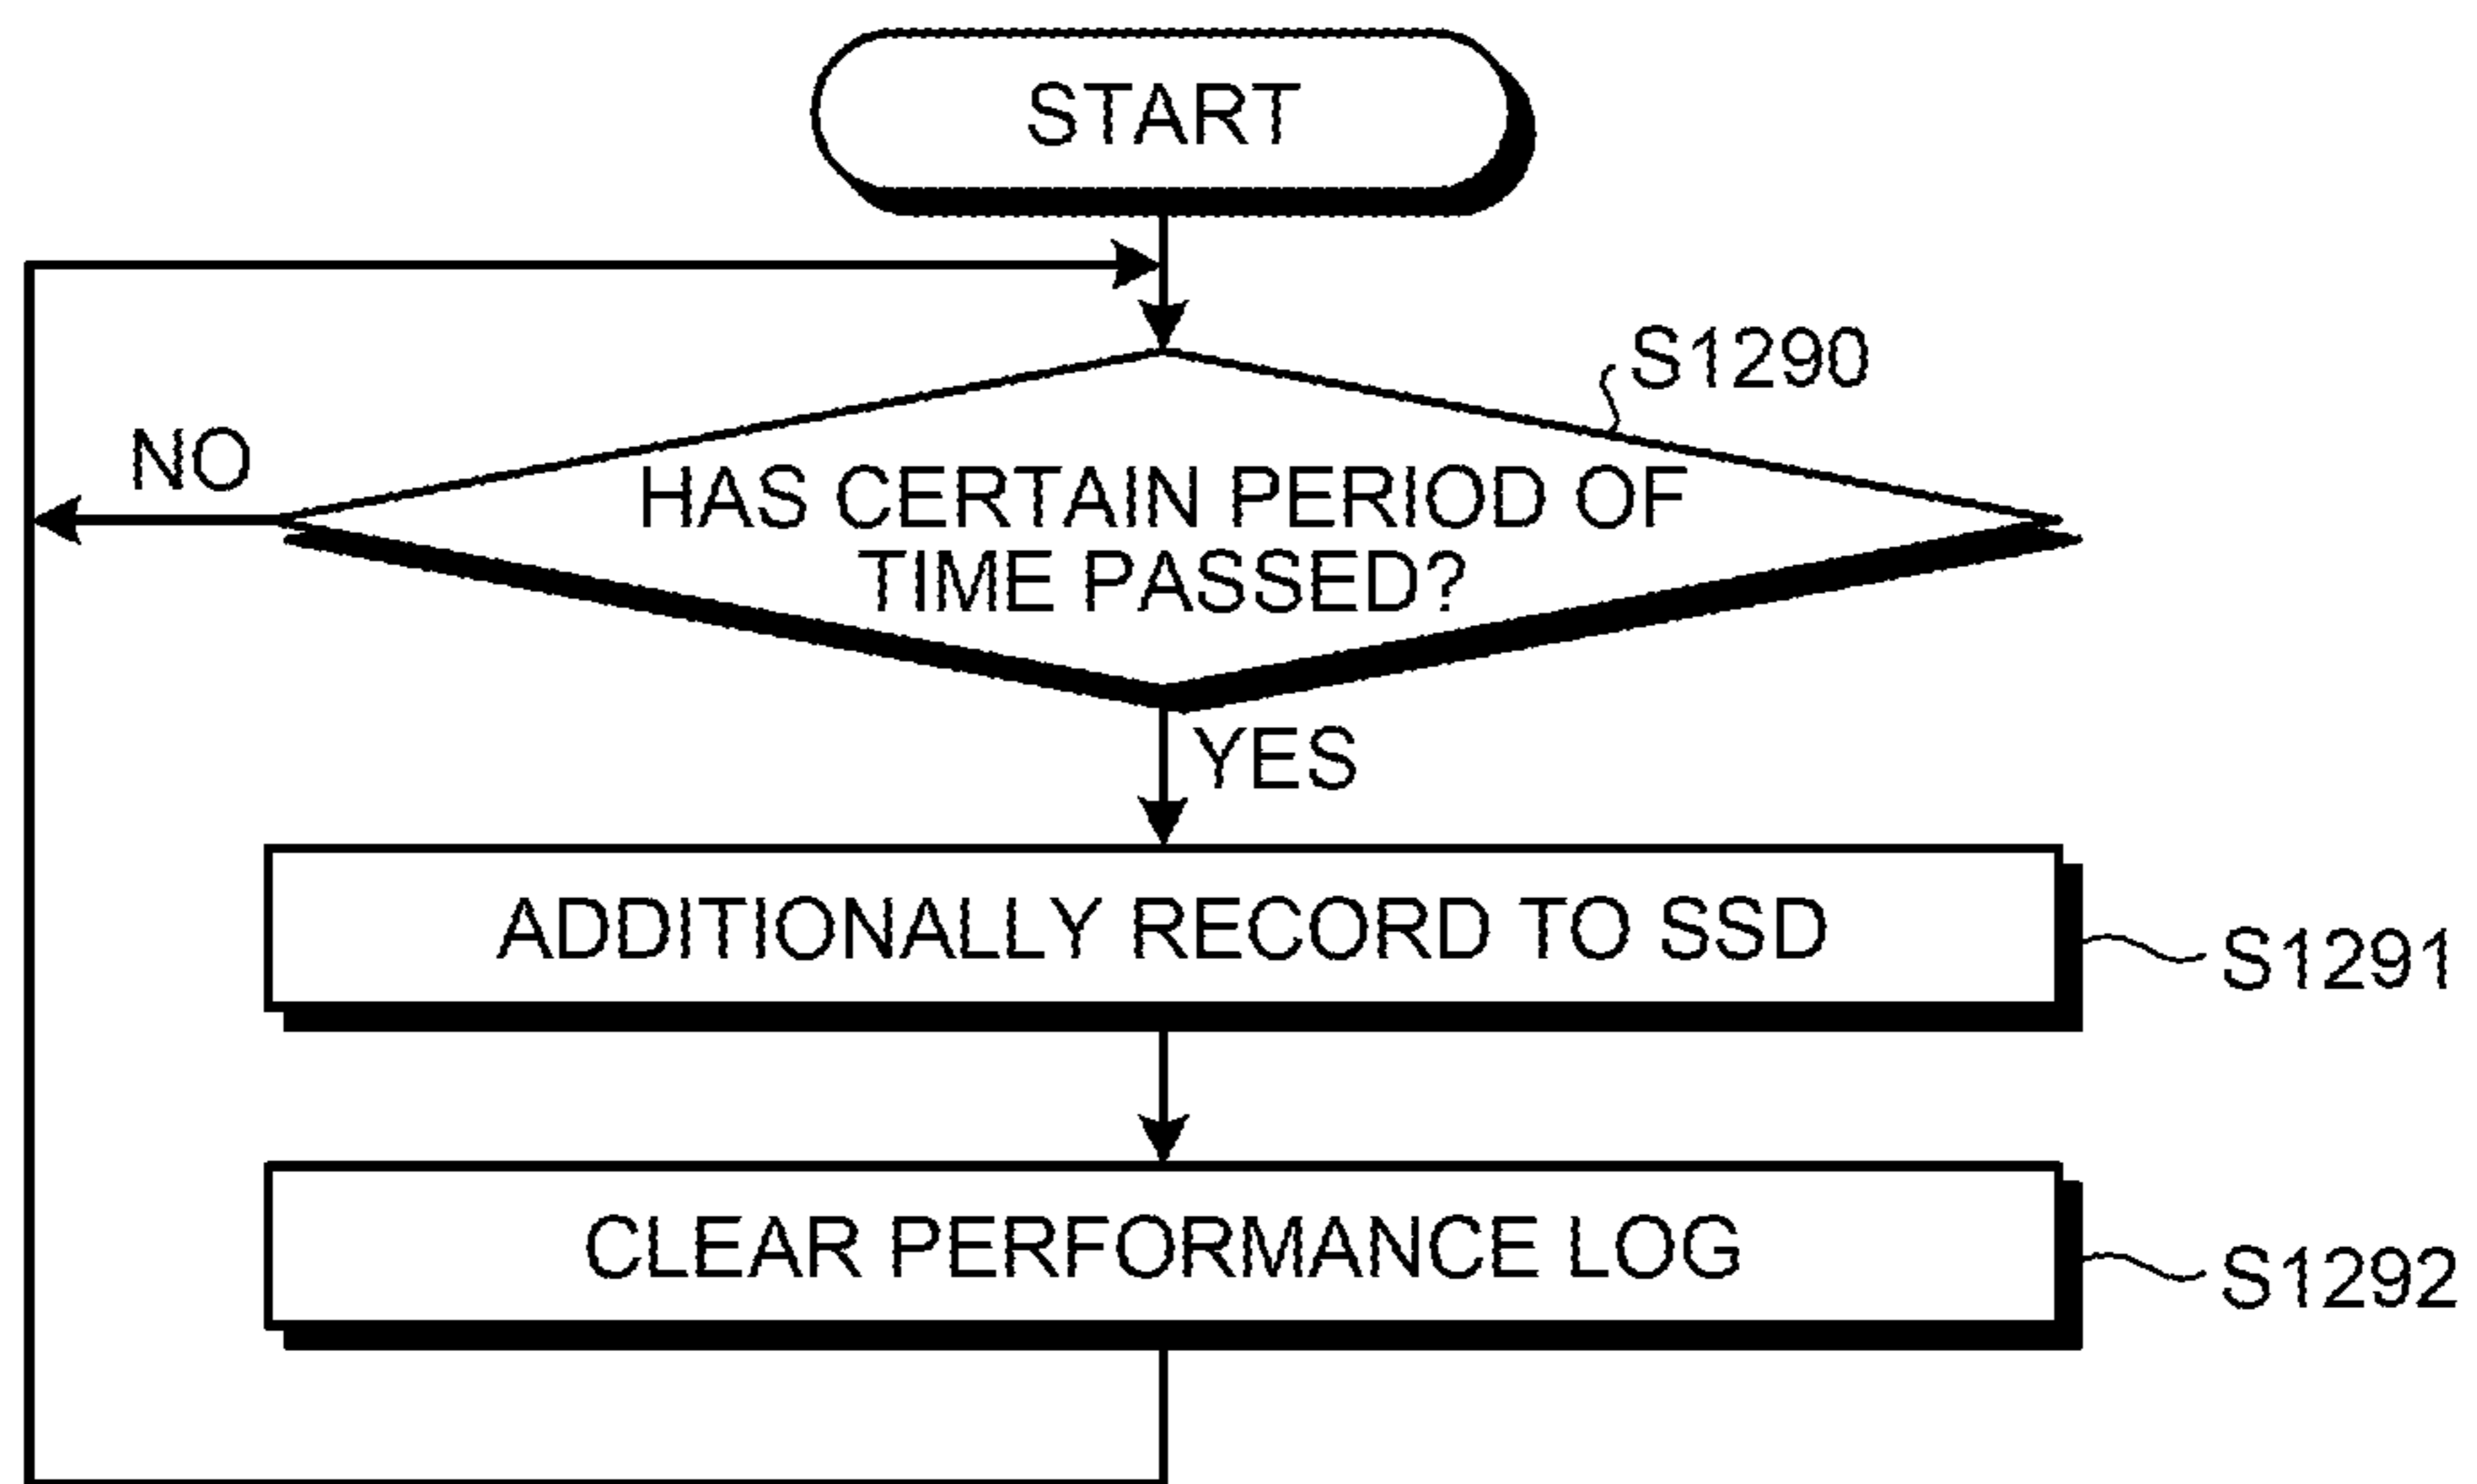 START
S1290
NO
HAS CERTAIN PERIOD OF
TIME PASSED?
YES
ADDITIONALLY RECORD TO SSD
S1291
CLEAR PERFORMANCE LOG
S1292